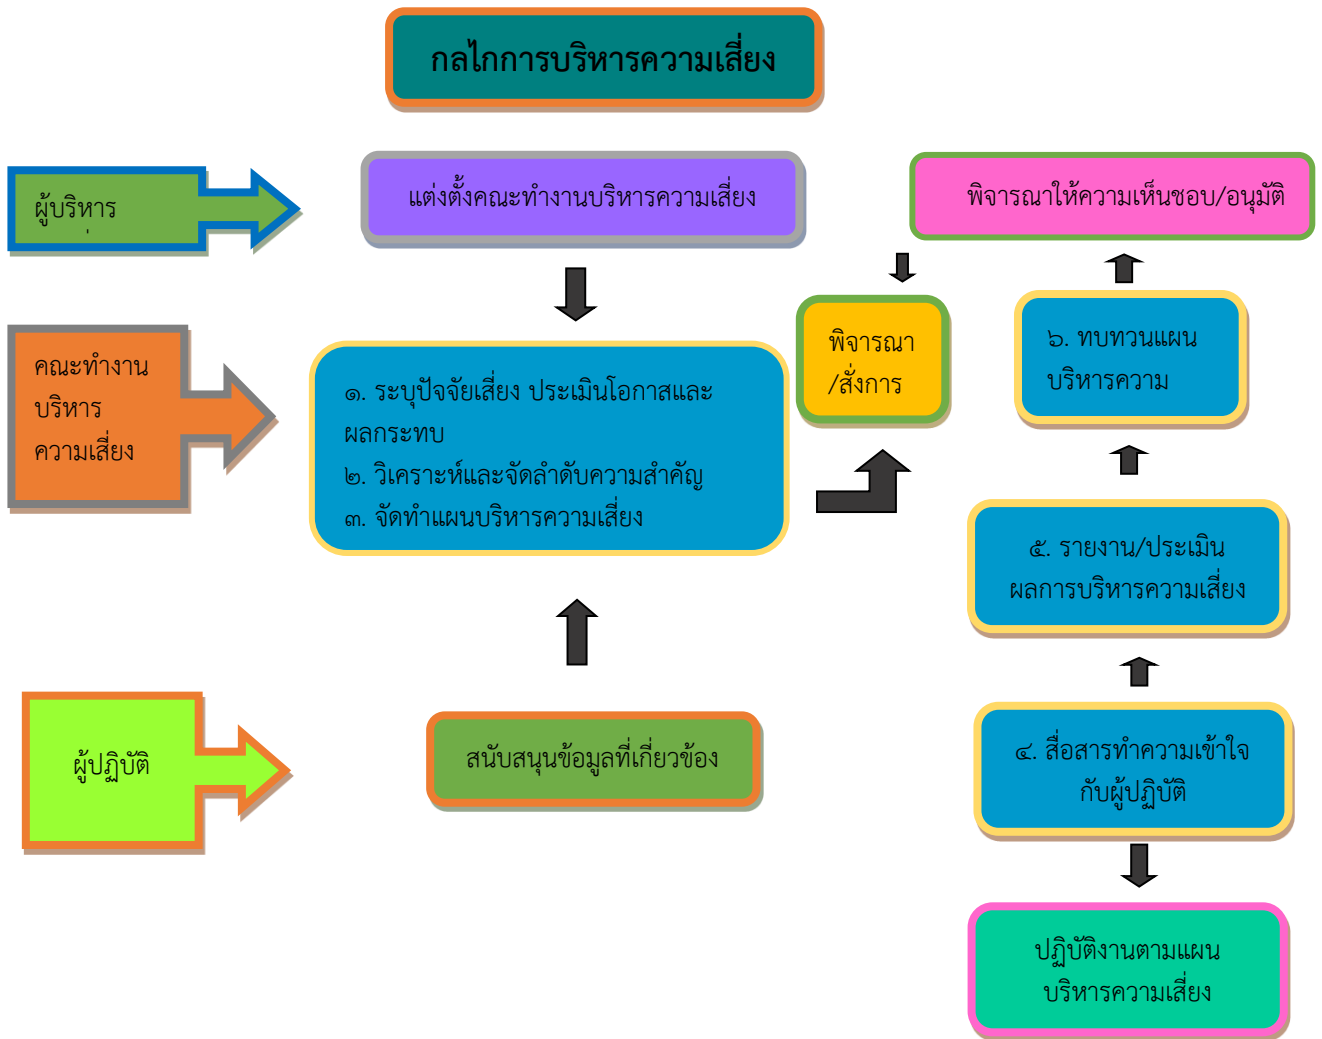 กลไกการบริหารความเสี่ยง
ผู้บริหาร
แต่งตั้งคณะทำงานบริหารความเสี่ยง
พิจารณาให้ความเห็นชอบ/อนุมัติ
คณะทำงาน
บริหาร
ความเสี่ยง
๑. ระบุปัจจัยเสี่ยง ประเมินโอกาสและ
ผลกระทบ
๒. วิเคราะห์และจัดลำดับความสำคัญ
๓. จัดทำแผนบริหารความเสี่ยง
พิจารณา
/สั่งการ
๖. ทบทวนแผน
บริหารความ
๕. รายงาน/ประเมิน
ผลการบริหารความเสี่ยง
ผู้ปฏิบัติ
สนับสนุนข้อมูลที่เกี่ยวข้อง
๔. สื่อสารทำความเข้าใจ
กับผู้ปฏิบัติ
ปฏิบัติงานตามแผน
บริหารความเสี่ยง